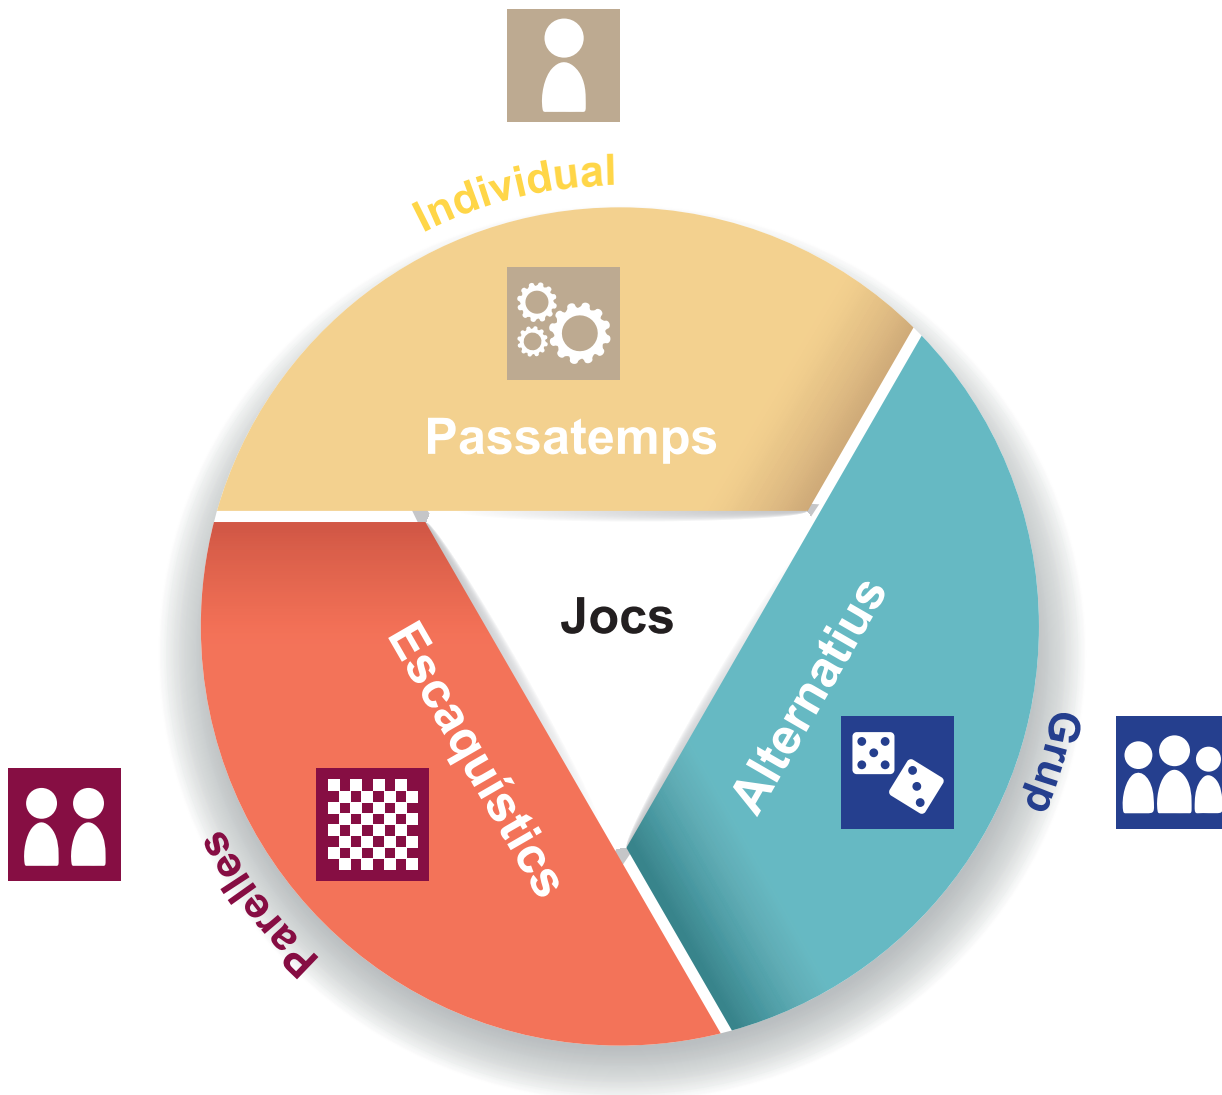 Individual
Passatemps
Jocs
Escaquístics
Alternatius
Parelles
Grup